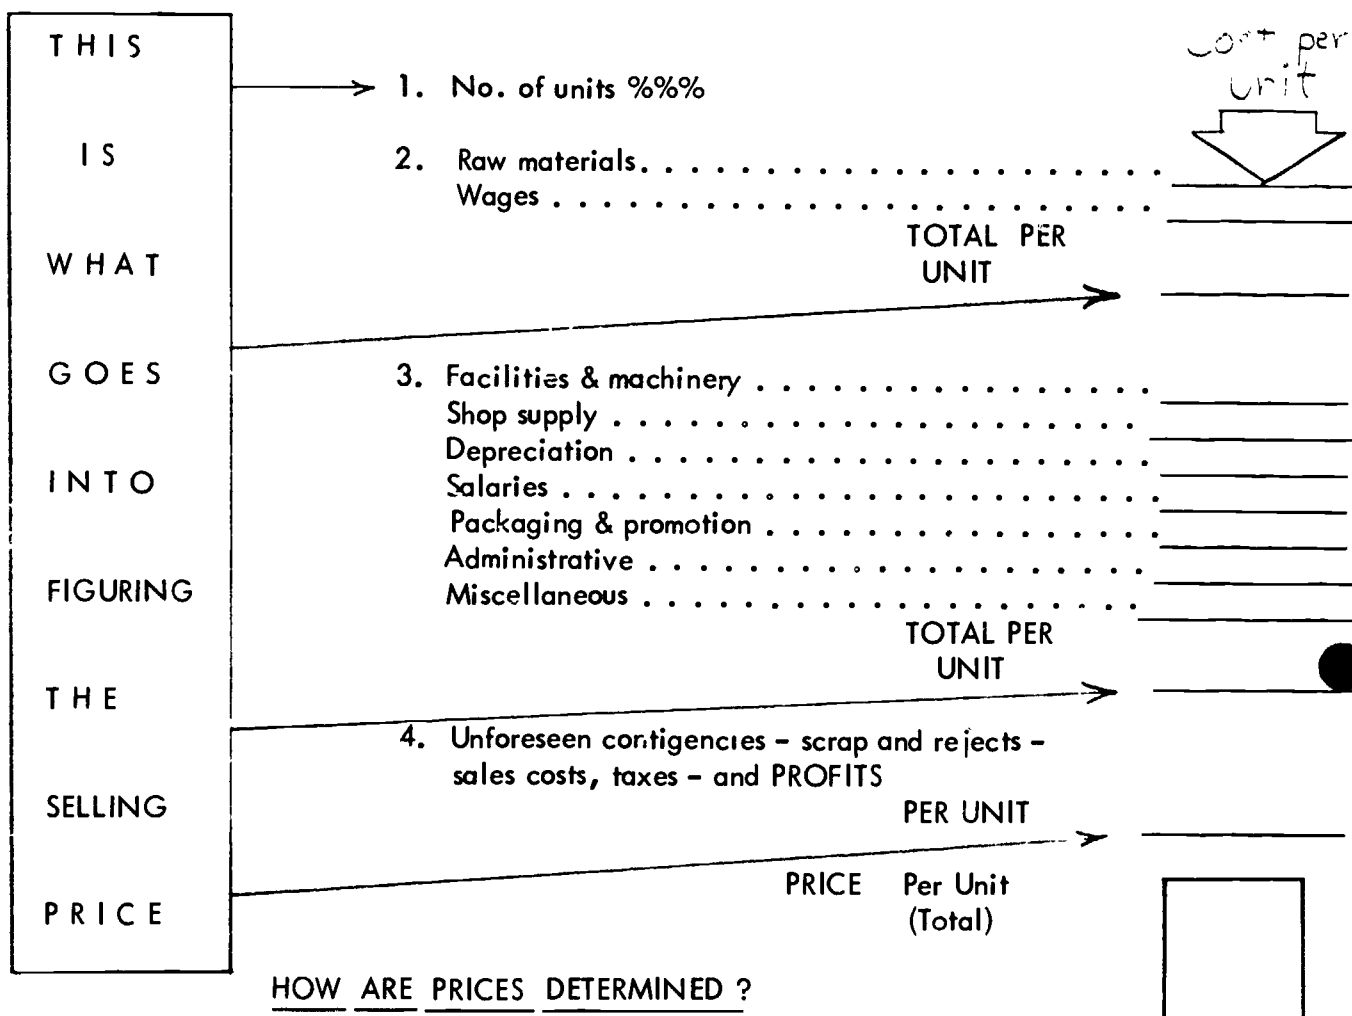 THIS
IS
WHAT
GOES
INTO
FIGURING
THE
SELLING
PRICE
Cost per
unit
1. No. of units %%%
2. Raw materials. . . . . . . . . . . . . . . . . . . . .
Wages . . . . . . . . . . . . . . . . . . . . . . . .
TOTAL PER
UNIT
3. Facilities & machinery . . . . . . . . . . . . . . . .
Shop supply . . . . . . . . . . . . . . . . . . . . .
Depreciation . . . . . . . . . . . . . . . . . . . . .
Salaries . . . . . . . . . . . . . . . . . . . . . . . .
Packaging & promotion . . . . . . . . . . . . . . . .
Administrative . . . . . . . . . . . . . . . . . . . .
Miscellaneous . . . . . . . . . . . . . . . . . . . .
TOTAL PER
UNIT
4. Unforeseen contigencies - scrap and rejects -
sales costs, taxes - and PROFITS
PER UNIT
PRICE Per Unit
(Total)
HOW ARE PRICES DETERMINED ?